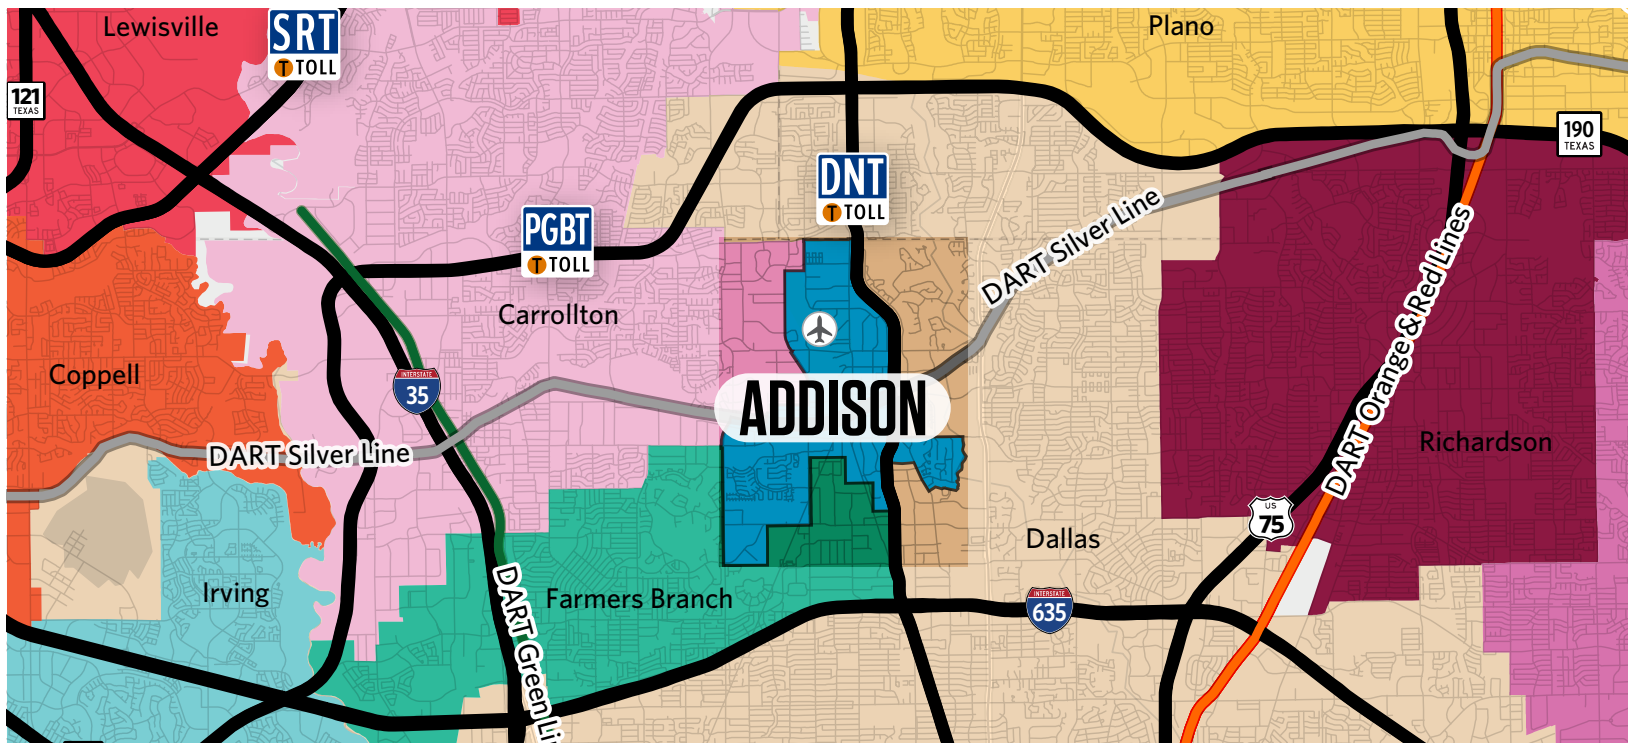 Lewisville
SRT
T TOLL
Plano
121
TEXAS
190
TEXAS
DNT
T TOLL
PGBT
T TOLL
DART Silver Line
DART Orange & Red Lines
Carrollton
Coppell
INTERSTATE
35
ADDISON
DART Silver Line
Richardson
US
75
Dallas
Irving
Farmers Branch
INTERSTATE
635
DART Green Li